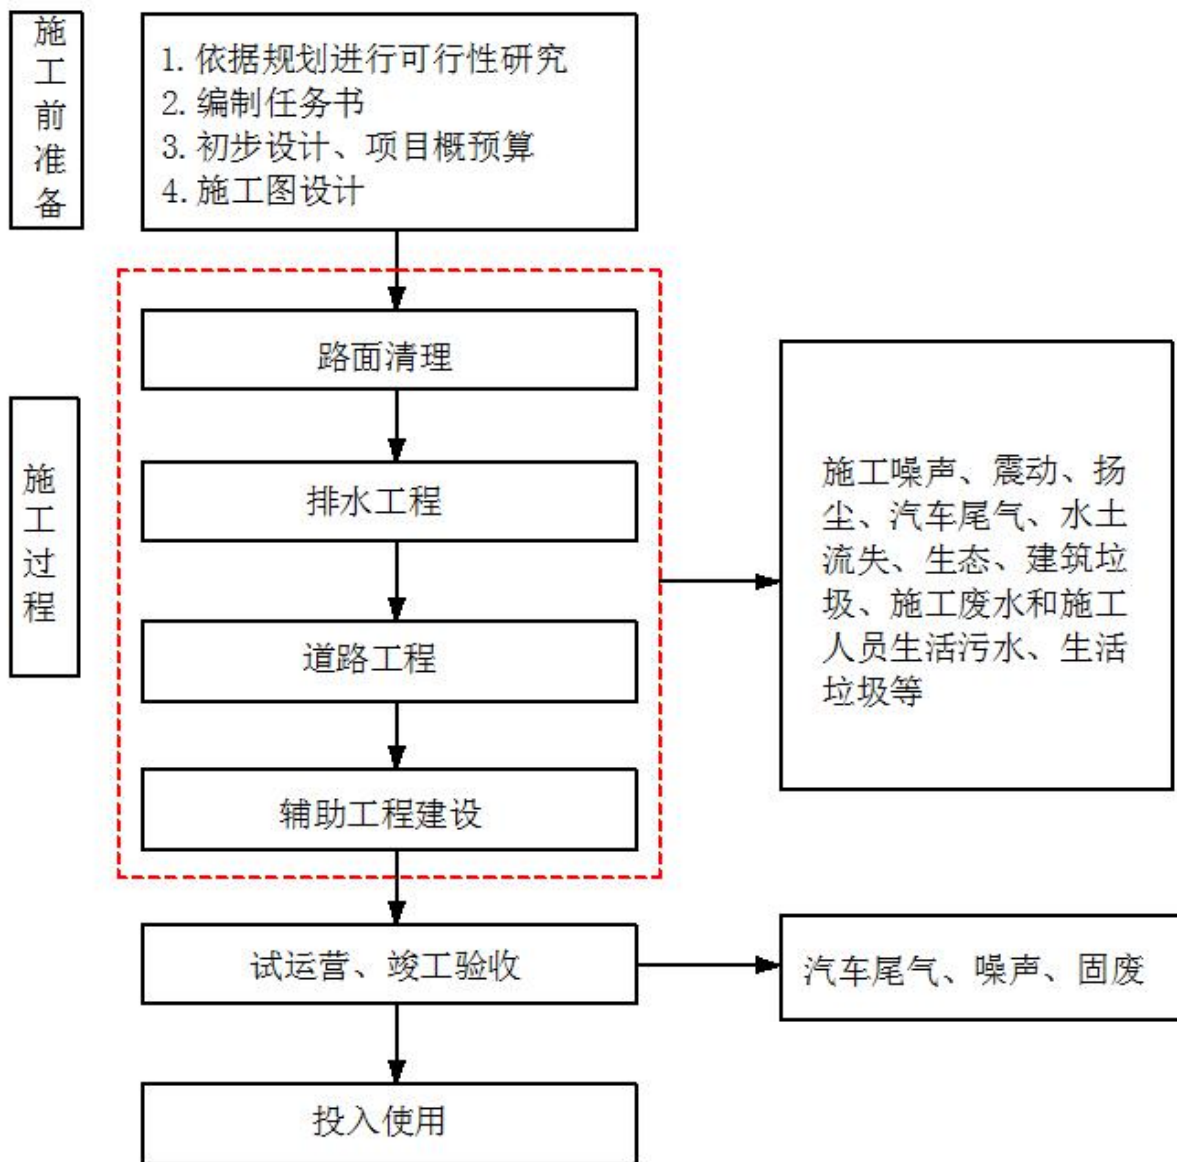 施工前准备
1. 依据规划进行可行性研究
2. 编制任务书
3. 初步设计、项目概预算
4. 施工图设计
施工过程
路面清理
排水工程
道路工程
辅助工程建设
施工噪声、震动、扬
尘、汽车尾气、水土
流失、生态、建筑垃
圾、施工废水和施工
人员生活污水、生活
垃圾等
试运营、竣工验收
汽车尾气、噪声、固废
投入使用